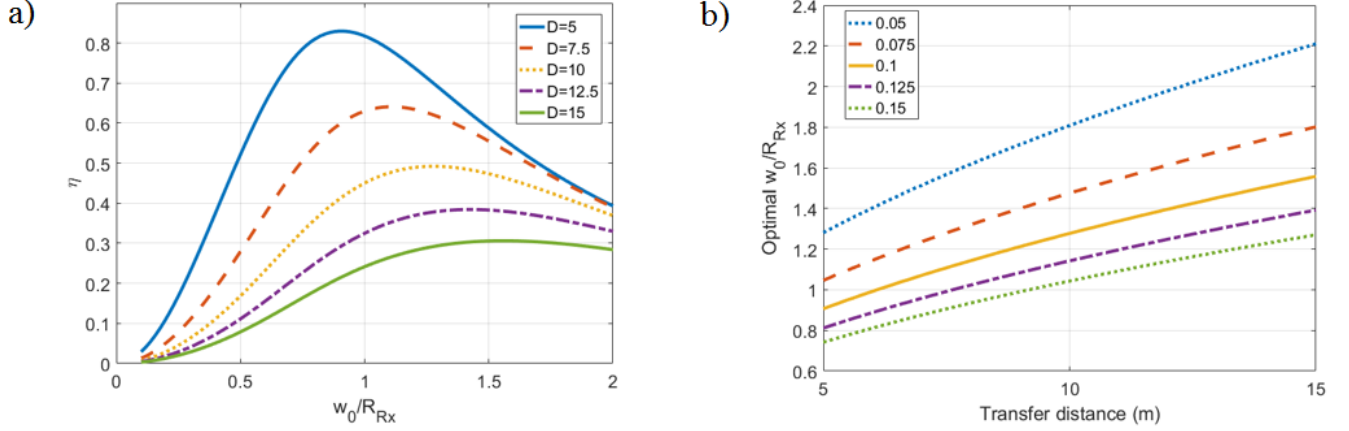 a)
η
0.8
0.7
0.6
0.5
0.4
0.3
0.2
0.1
0
0
0.5
1
1.5
2
w0/RRx
D=5
D=7.5
D=10
D=12.5
D=15
b)
Optimal w0/RRx
2.4
2.2
2
1.8
1.6
1.4
1.2
1
0.8
0.6
5
10
15
Transfer distance (m)
0.05
0.075
0.1
0.125
0.15